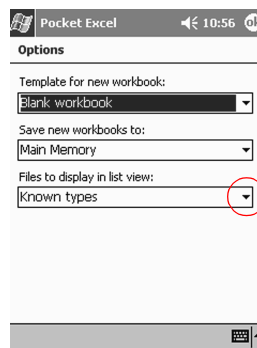 Pocket Excel 10:56 ok
Options
Template for new workbook:
Blank workbook
Save new workbooks to:
Main Memory
Files to display in list view:
Known types